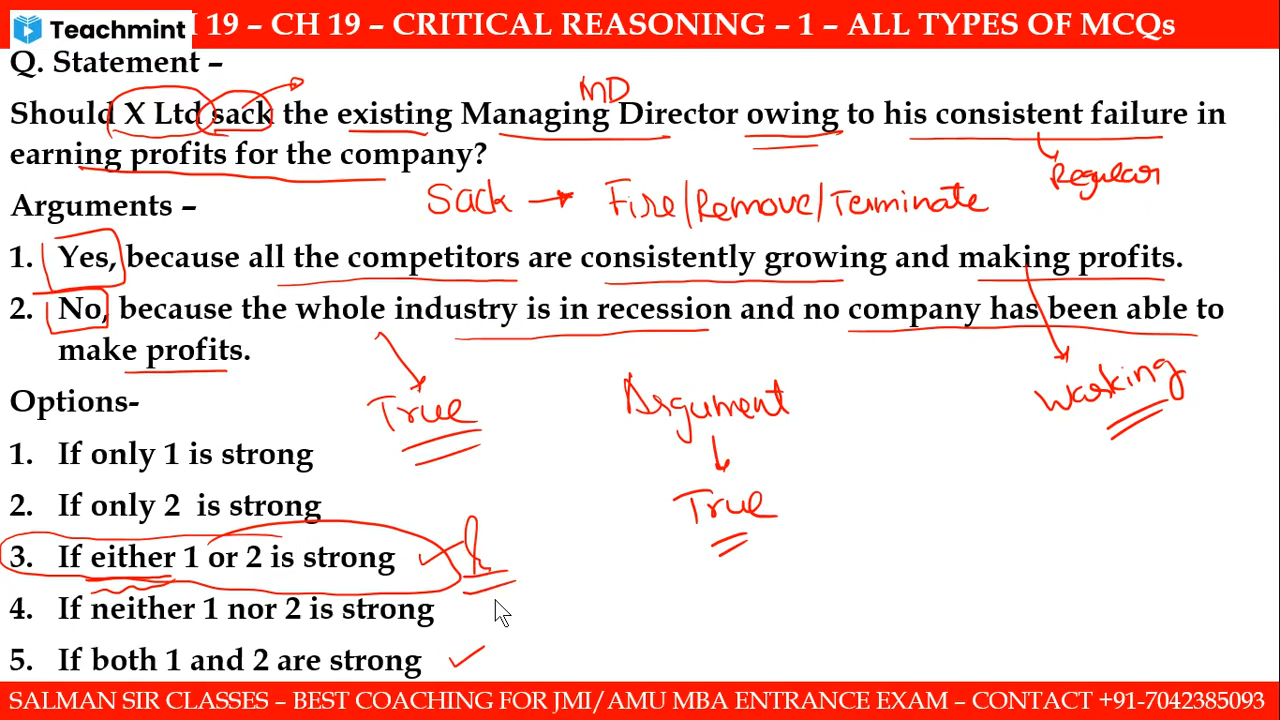 Teachmint
19 – CH 19 – CRITICAL REASONING – 1 – ALL TYPES OF MCQs
Q. Statement –
MD
Should X Ltd sack the existing Managing Director owing to his consistent failure in
earning profits for the company?
Regular
Sack → Fire/Remove/Terminate
Arguments –
1. Yes, because all the competitors are consistently growing and making profits.
2. No, because the whole industry is in recession and no company has been able to
make profits.
Options-
True
Argument
Working
1. If only 1 is strong
2. If only 2 is strong
True
3. If either 1 or 2 is strong
4. If neither 1 nor 2 is strong
5. If both 1 and 2 are strong
SALMAN SIR CLASSES – BEST COACHING FOR JMI/AMU MBA ENTRANCE EXAM – CONTACT +91-7042385093